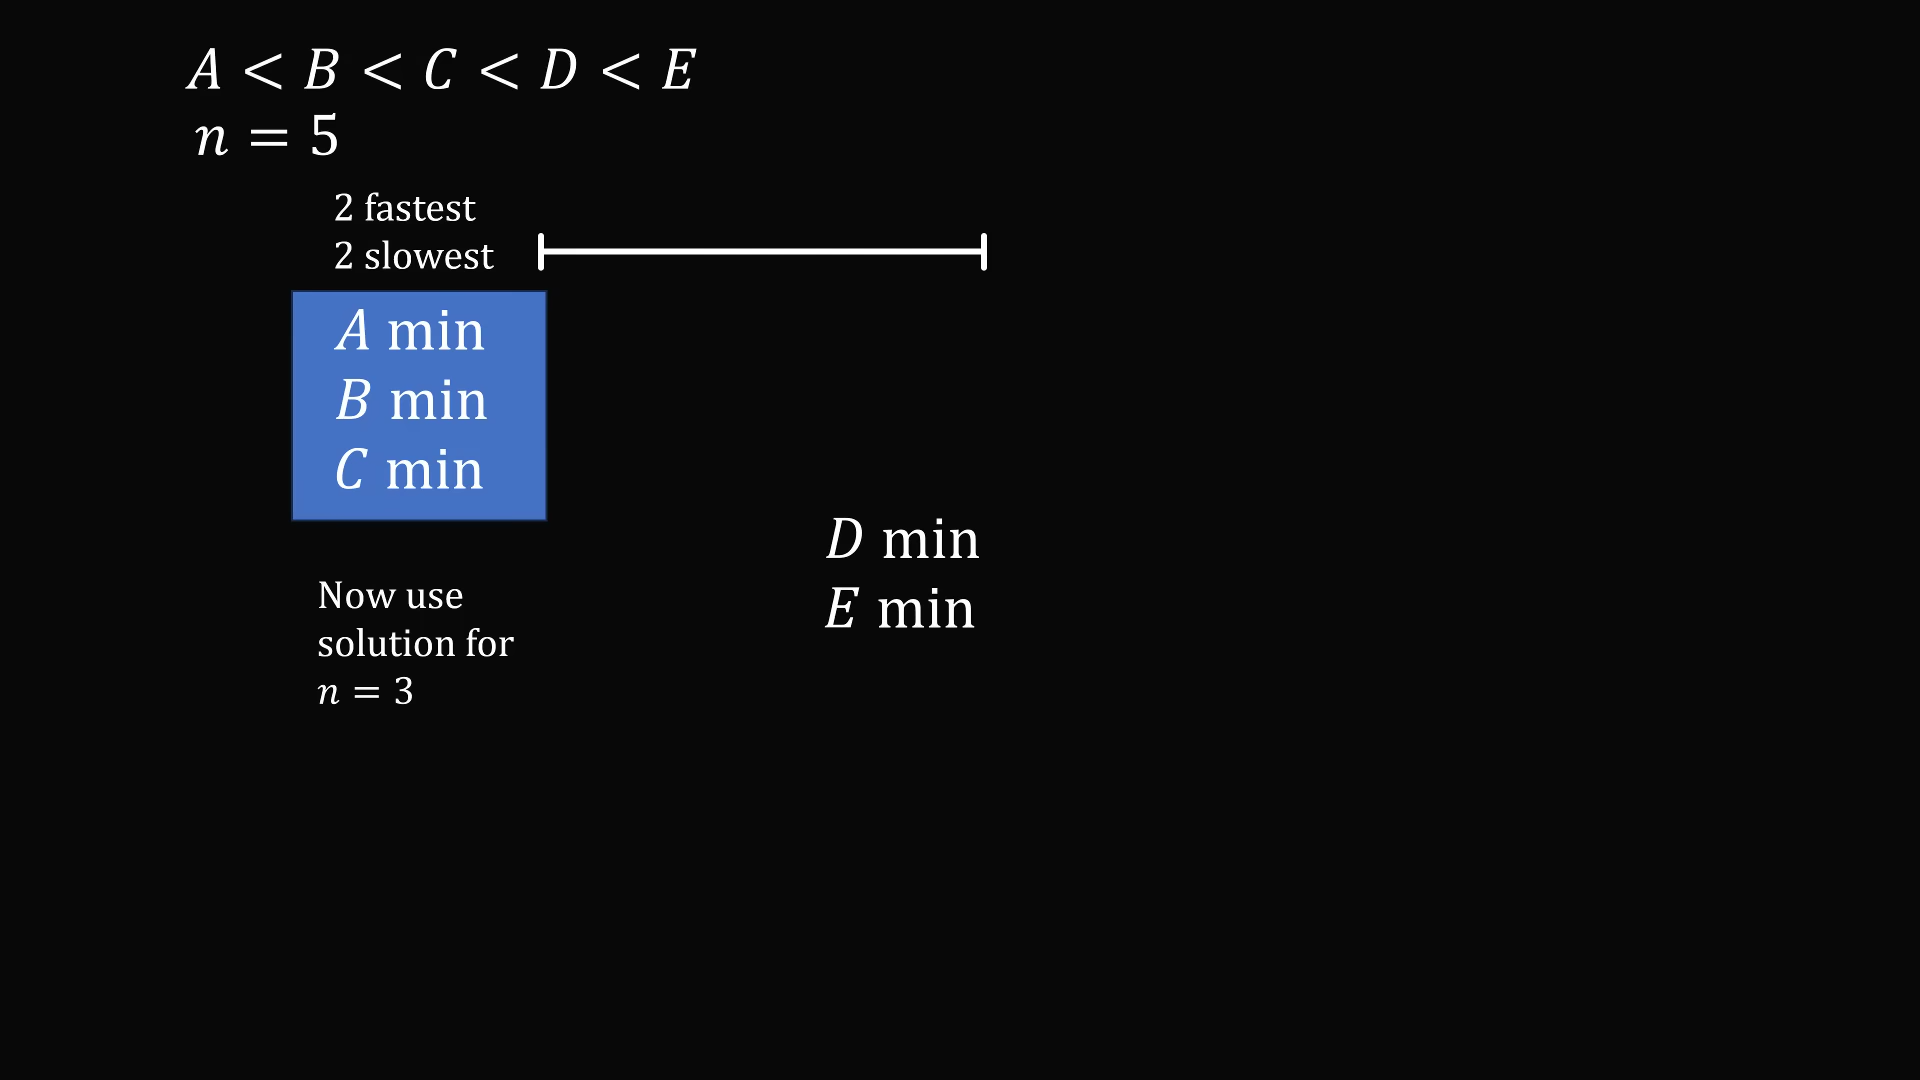 A < B < C < D < E
n = 5
2 fastest
2 slowest
A min
B min
C min
D min
E min
Now use
solution for
n = 3